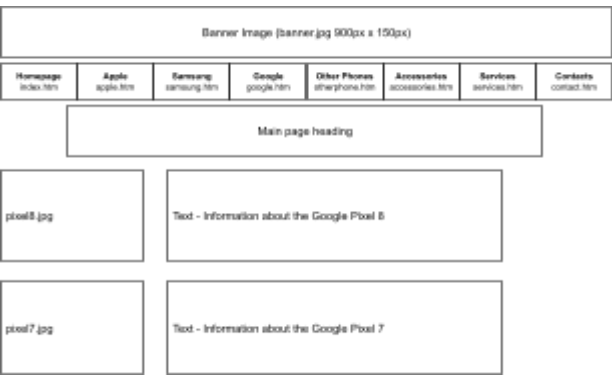 Banner Image (banner.jpg 900px x 150px)
Homepage
index.htm
Apple
apple.htm
Samsung
samsung.htm
Google
google.htm
Other Phones
otherphone.htm
Accessories
accessories.htm
Services
services.htm
Contacts
contact.htm
Main page heading
pixel8.jpg
Text - Information about the Google Pixel 8
pixel7.jpg
Text - Information about the Google Pixel 7